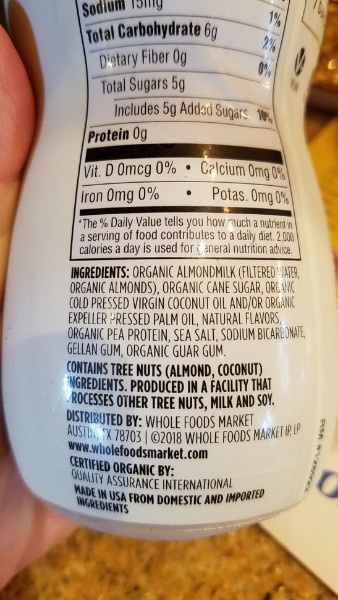 Sodium 15mg 1%
Total Carbohydrate 6g 2%
Dietary Fiber 0g 0%
Total Sugars 5g
Includes 5g Added Sugars 10%
Protein 0g
Vit. D 0mcg 0% • Calcium 0mg 0%
Iron 0mg 0% • Potas. 0mg 0%
*The % Daily Value tells you how much a nutrient in
a serving of food contributes to a daily diet. 2,000
calories a day is used for general nutrition advice.
INGREDIENTS: ORGANIC ALMONDMILK (FILTERED WATER,
ORGANIC ALMONDS), ORGANIC CANE SUGAR, ORGANIC
COLD PRESSED VIRGIN COCONUT OIL AND/OR ORGANIC
EXPELLER PRESSED PALM OIL, NATURAL FLAVORS,
ORGANIC PEA PROTEIN, SEA SALT, SODIUM BICARBONATE,
GELLAN GUM, ORGANIC GUAR GUM.
CONTAINS TREE NUTS (ALMOND, COCONUT)
INGREDIENTS. PRODUCED IN A FACILITY THAT
PROCESSES OTHER TREE NUTS, MILK AND SOY.
DISTRIBUTED BY: WHOLE FOODS MARKET
AUSTIN, TX 78703 | ©2018 WHOLE FOODS MARKET IP. LP
www.wholefoodsmarket.com
CERTIFIED ORGANIC BY:
QUALITY ASSURANCE INTERNATIONAL
MADE IN USA FROM DOMESTIC AND IMPORTED
INGREDIENTS